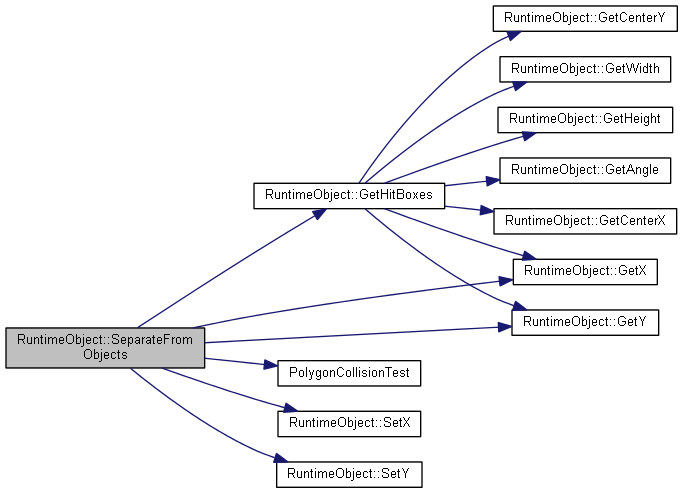 RuntimeObject::GetCenterY
RuntimeObject::GetWidth
RuntimeObject::GetHeight
RuntimeObject::GetAngle
RuntimeObject::GetHitBoxes
RuntimeObject::GetCenterX
RuntimeObject::GetX
RuntimeObject::GetY
RuntimeObject::SeparateFrom
Objects
PolygonCollisionTest
RuntimeObject::SetX
RuntimeObject::SetY